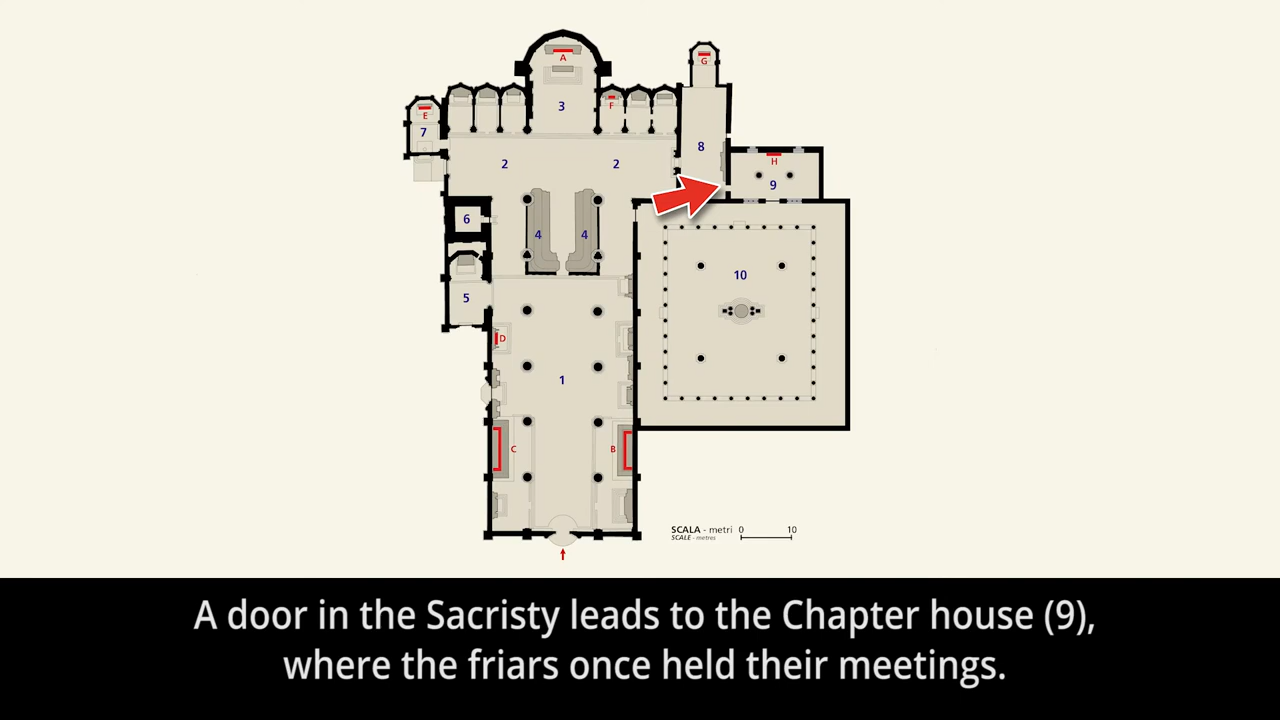 A
G
E
F
3
7
8
H
2
2
9
6
4
4
10
5
D
1
C
B
SCALA - metri 0 10
SCALE - metres
A door in the Sacristy leads to the Chapter house (9),
where the friars once held their meetings.